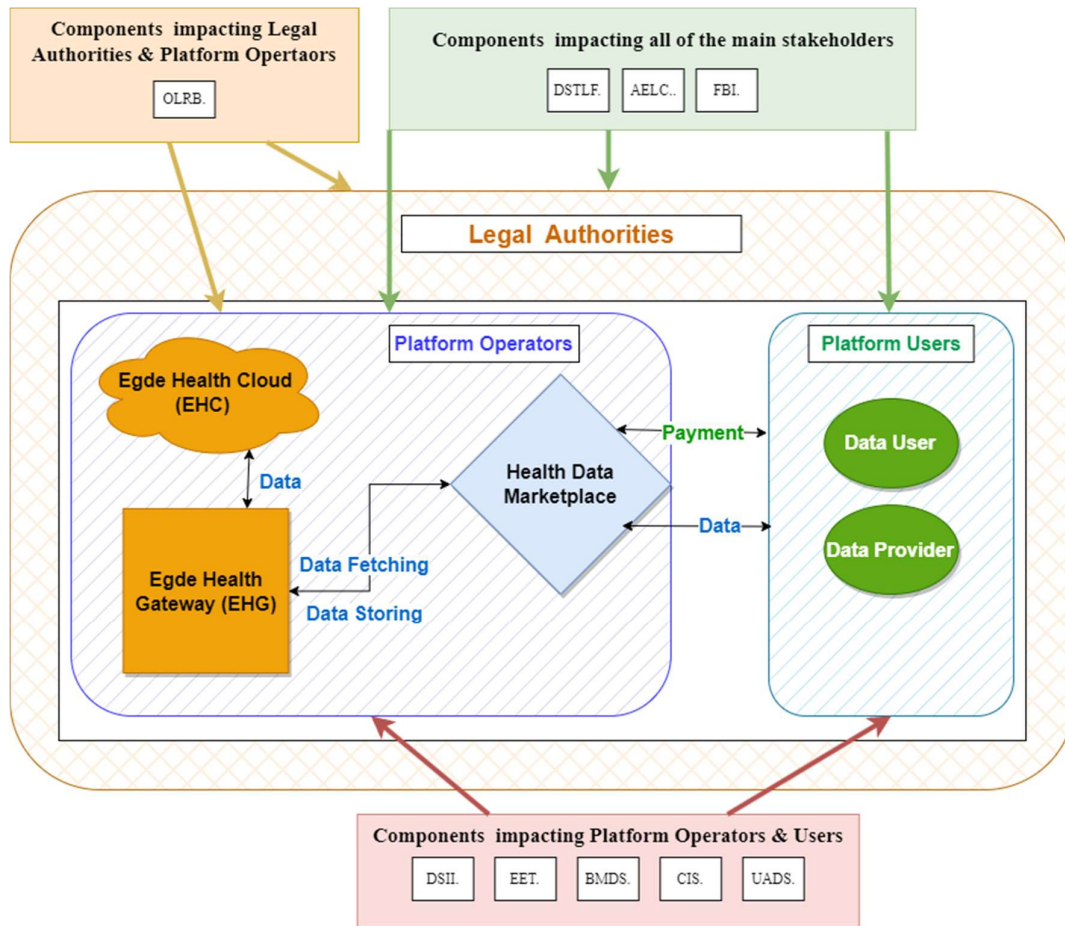 Components impacting Legal
Authorities & Platform Opertaors
OLRB.
Components impacting all of the main stakeholders
DSTLF.
AELC..
FBI.
Legal Authorities
Platform Operators
Platform Users
Egde Health Cloud
(EHC)
Data
Egde Health
Gateway (EHG)
Data Fetching
Data Storing
Health Data
Marketplace
Payment
Data
Data User
Data Provider
Components impacting Platform Operators & Users
DSII.
EET.
BMDS.
CIS.
UADS.